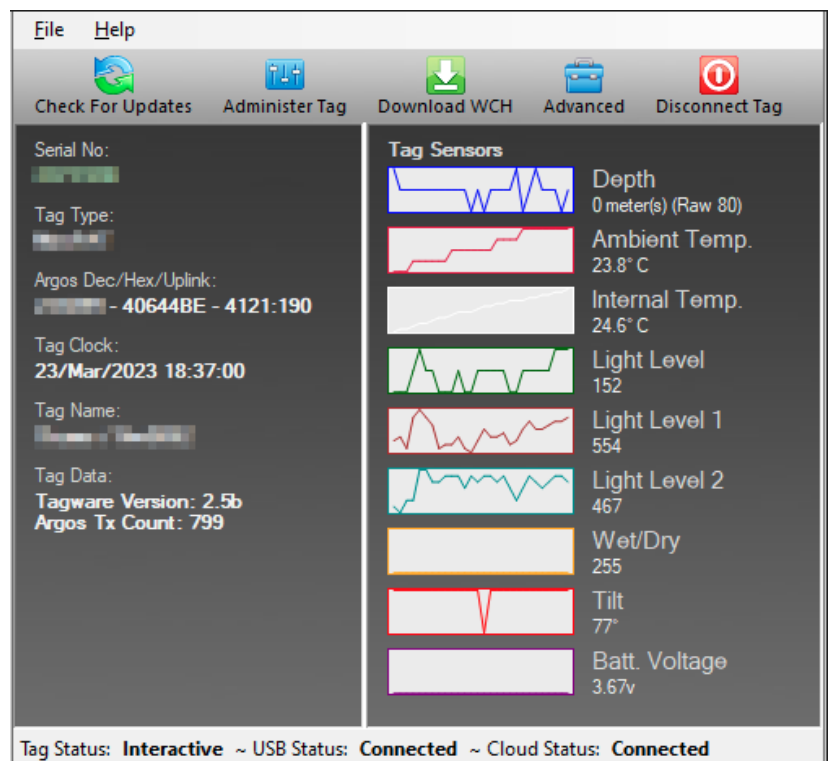 File Help
Check For Updates Administer Tag Download WCH Advanced Disconnect Tag
Serial No:
Tag Type:
Argos Dec/Hex/Uplink:
- 40644BE - 4121:190
Tag Clock:
23/Mar/2023 18:37:00
Tag Name:
Tag Data:
Tagware Version: 2.5b
Argos Tx Count: 799
Tag Sensors
Depth
0 meter(s) (Raw 80)
Ambient Temp.
23.8° C
Internal Temp.
24.6° C
Light Level
152
Light Level 1
554
Light Level 2
467
Wet/Dry
255
Tilt
77°
Batt. Voltage
3.67v
Tag Status: Interactive ~ USB Status: Connected ~ Cloud Status: Connected